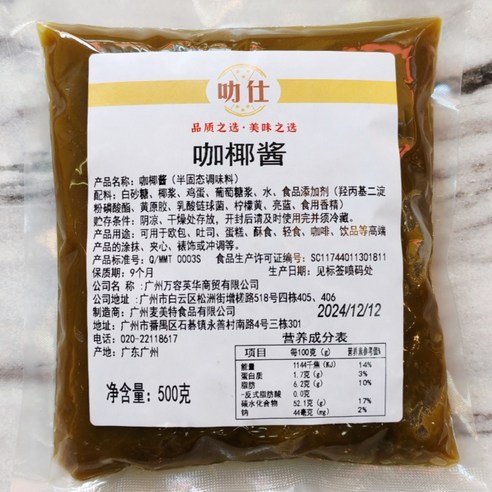 叻仕
品质之选·美味之选
咖椰酱
产品名称：咖椰酱（半固态调味料）
配料：白砂糖、椰浆、鸡蛋、葡萄糖浆、水、食品添加剂（羟丙基二淀
粉磷酸酯、黄原胶、乳酸链球菌、柠檬黄、亮蓝、食用香精）
贮存条件：阴凉、干燥处存放，开封后请及时使用完并须冷藏。
产品用途：可用于欧包、吐司、蛋糕、酥食、轻食、咖啡、饮品等高端
产品的涂抹、夹心、裱饰或冲调等。
产品标准号：Q/MMT 0003S 食品生产许可证编号：SC11744011301811
保质期：9个月 生产日期：见标签喷码处
公司名称：广州万容英华商贸有限公司
公司地址：广州市白云区松洲街增槎路518号四栋405、406
制造商：广州麦美特食品有限公司 2024/12/12
地址：广州市番禺区石碁镇永善村南路4号三栋301
电话：020-22118617
产地：广东广州
净含量：500克
营养成分表
项目 每100克(g) 营养素参考值%
能量 1144千焦(KJ) 14%
蛋白质 1.7克(g) 3%
脂肪 6.2克(g) 10%
-反式脂肪酸 0.0克
碳水化合物 52.1克(g) 17%
钠 44毫克(mg) 2%